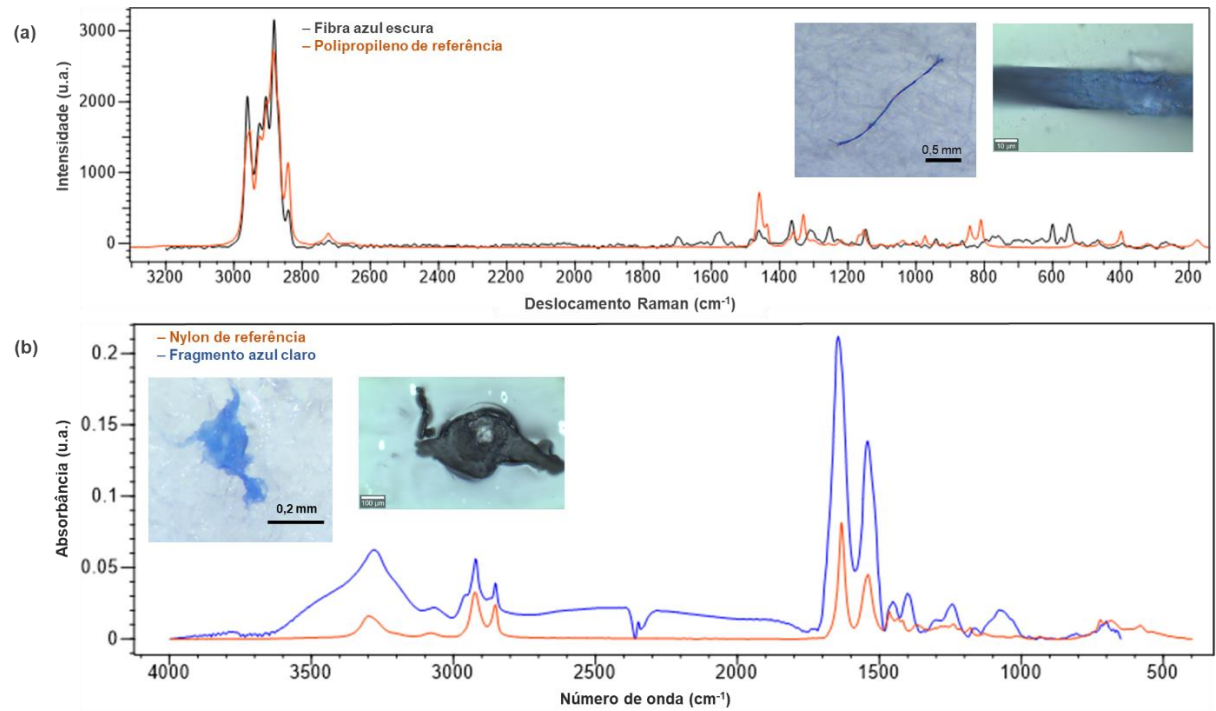 (a)
– Fibra azul escura
– Polipropileno de referência
Intensidade (u.a.)
3000
2000
1000
0
0,5 mm
10 µm
3200 3000 2800 2600 2400 2200 2000 1800 1600 1400 1200 1000 800 600 400 200
Deslocamento Raman (cm-1)
(b)
– Nylon de referência
– Fragmento azul claro
Absorbância (u.a.)
0.2
0.15
0.1
0.05
0
0,2 mm
100 µm
4000 3500 3000 2500 2000 1500 1000 500
Número de onda (cm-1)